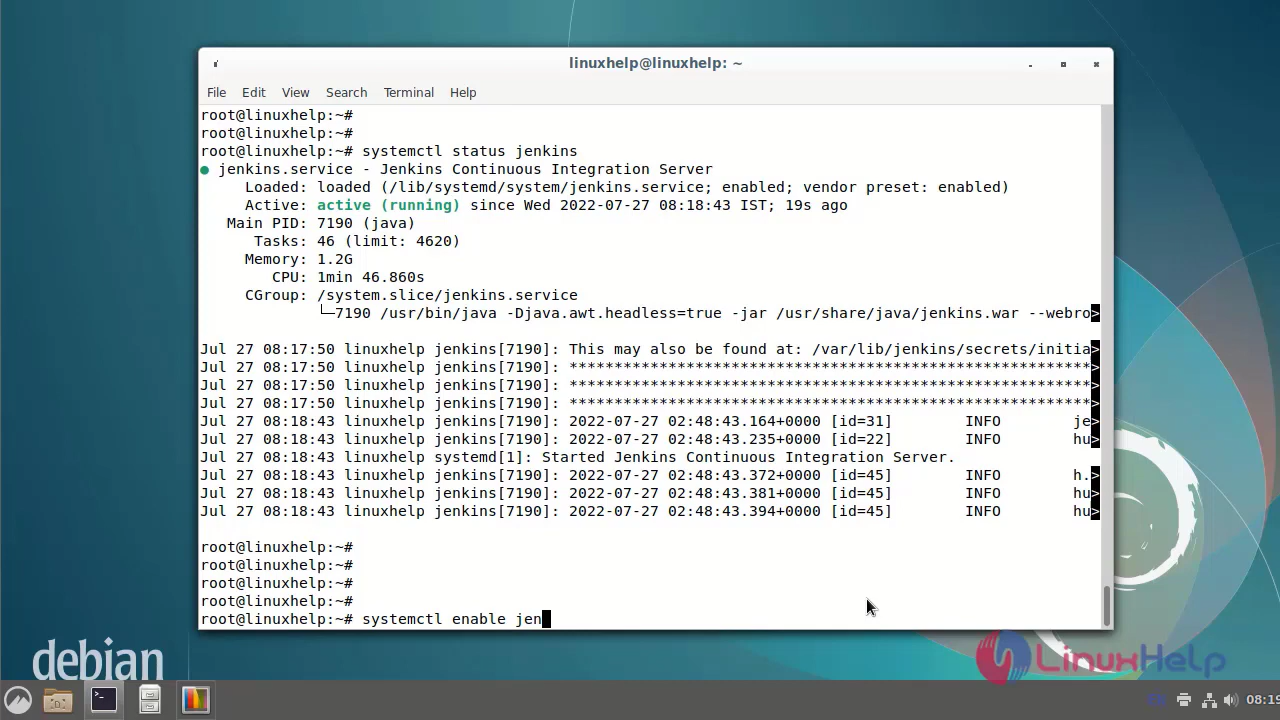 linuxhelp@linuxhelp: ~
File Edit View Search Terminal Help
root@linuxhelp:~#
root@linuxhelp:~#
root@linuxhelp:~# systemctl status jenkins
● jenkins.service - Jenkins Continuous Integration Server
     Loaded: loaded (/lib/systemd/system/jenkins.service; enabled; vendor preset: enabled)
     Active: active (running) since Wed 2022-07-27 08:18:43 IST; 19s ago
   Main PID: 7190 (java)
      Tasks: 46 (limit: 4620)
     Memory: 1.2G
        CPU: 1min 46.860s
     CGroup: /system.slice/jenkins.service
             └─7190 /usr/bin/java -Djava.awt.headless=true -jar /usr/share/java/jenkins.war --webro>
Jul 27 08:17:50 linuxhelp jenkins[7190]: This may also be found at: /var/lib/jenkins/secrets/initia>
Jul 27 08:17:50 linuxhelp jenkins[7190]: **********************************************************>
Jul 27 08:17:50 linuxhelp jenkins[7190]: **********************************************************>
Jul 27 08:17:50 linuxhelp jenkins[7190]: **********************************************************>
Jul 27 08:18:43 linuxhelp jenkins[7190]: 2022-07-27 02:48:43.164+0000 [id=31]        INFO        je>
Jul 27 08:18:43 linuxhelp jenkins[7190]: 2022-07-27 02:48:43.235+0000 [id=22]        INFO        hu>
Jul 27 08:18:43 linuxhelp systemd[1]: Started Jenkins Continuous Integration Server.
Jul 27 08:18:43 linuxhelp jenkins[7190]: 2022-07-27 02:48:43.372+0000 [id=45]        INFO        h.>
Jul 27 08:18:43 linuxhelp jenkins[7190]: 2022-07-27 02:48:43.381+0000 [id=45]        INFO        hu>
Jul 27 08:18:43 linuxhelp jenkins[7190]: 2022-07-27 02:48:43.394+0000 [id=45]        INFO        hu>
root@linuxhelp:~#
root@linuxhelp:~#
root@linuxhelp:~#
root@linuxhelp:~#
root@linuxhelp:~# systemctl enable jen
debian
LinuxHelp
08:19